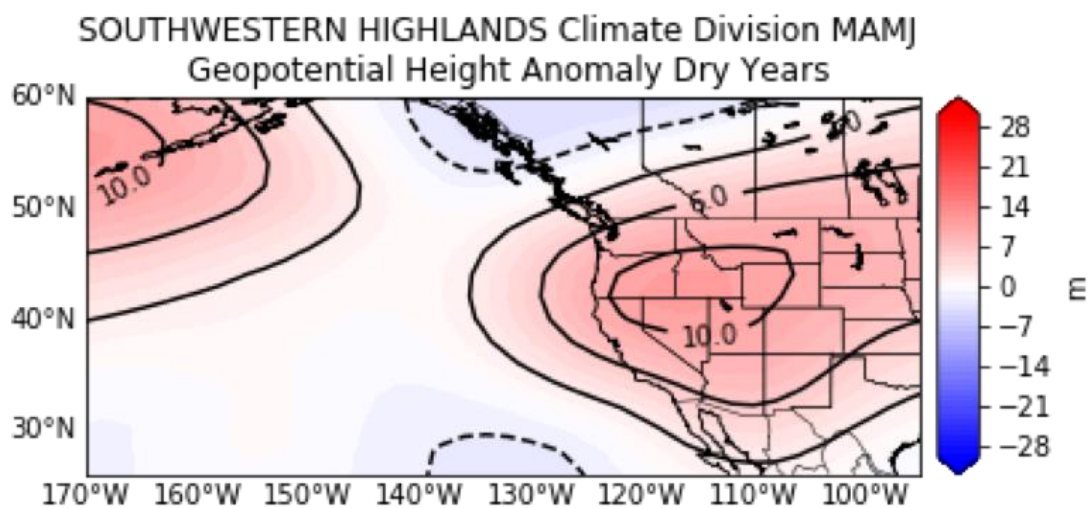 SOUTHWESTERN HIGHLANDS Climate Division MAMJ
Geopotential Height Anomaly Dry Years
60°N
50°N
40°N
30°N
10.0
6.0
10.0
28
21
14
7
0
−7
−14
−21
−28
m
170°W 160°W 150°W 140°W 130°W 120°W 110°W 100°W